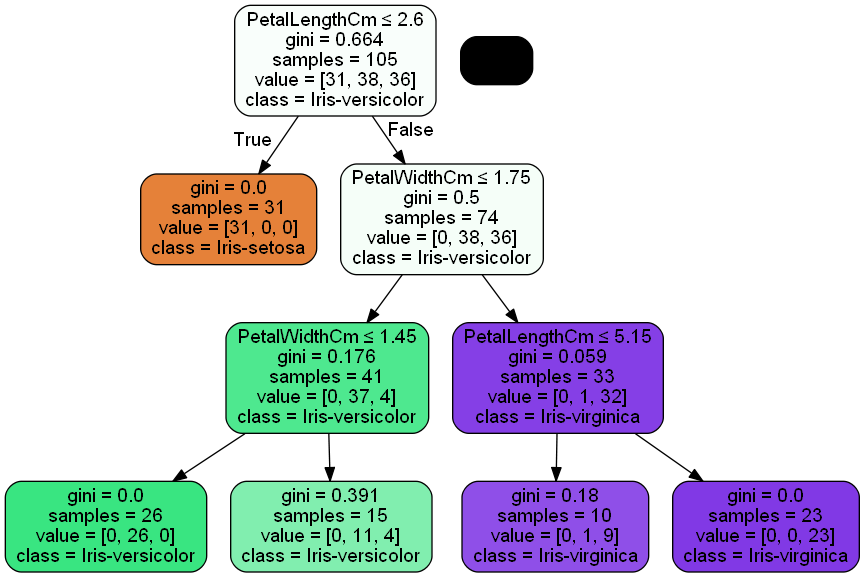 PetalLengthCm ≤ 2.6
gini = 0.664
samples = 105
value = [31, 38, 36]
class = Iris-versicolor
True
False
gini = 0.0
samples = 31
value = [31, 0, 0]
class = Iris-setosa
PetalWidthCm ≤ 1.75
gini = 0.5
samples = 74
value = [0, 38, 36]
class = Iris-versicolor
PetalWidthCm ≤ 1.45
gini = 0.176
samples = 41
value = [0, 37, 4]
class = Iris-versicolor
PetalLengthCm ≤ 5.15
gini = 0.059
samples = 33
value = [0, 1, 32]
class = Iris-virginica
gini = 0.0
samples = 26
value = [0, 26, 0]
class = Iris-versicolor
gini = 0.391
samples = 15
value = [0, 11, 4]
class = Iris-versicolor
gini = 0.18
samples = 10
value = [0, 1, 9]
class = Iris-virginica
gini = 0.0
samples = 23
value = [0, 0, 23]
class = Iris-virginica